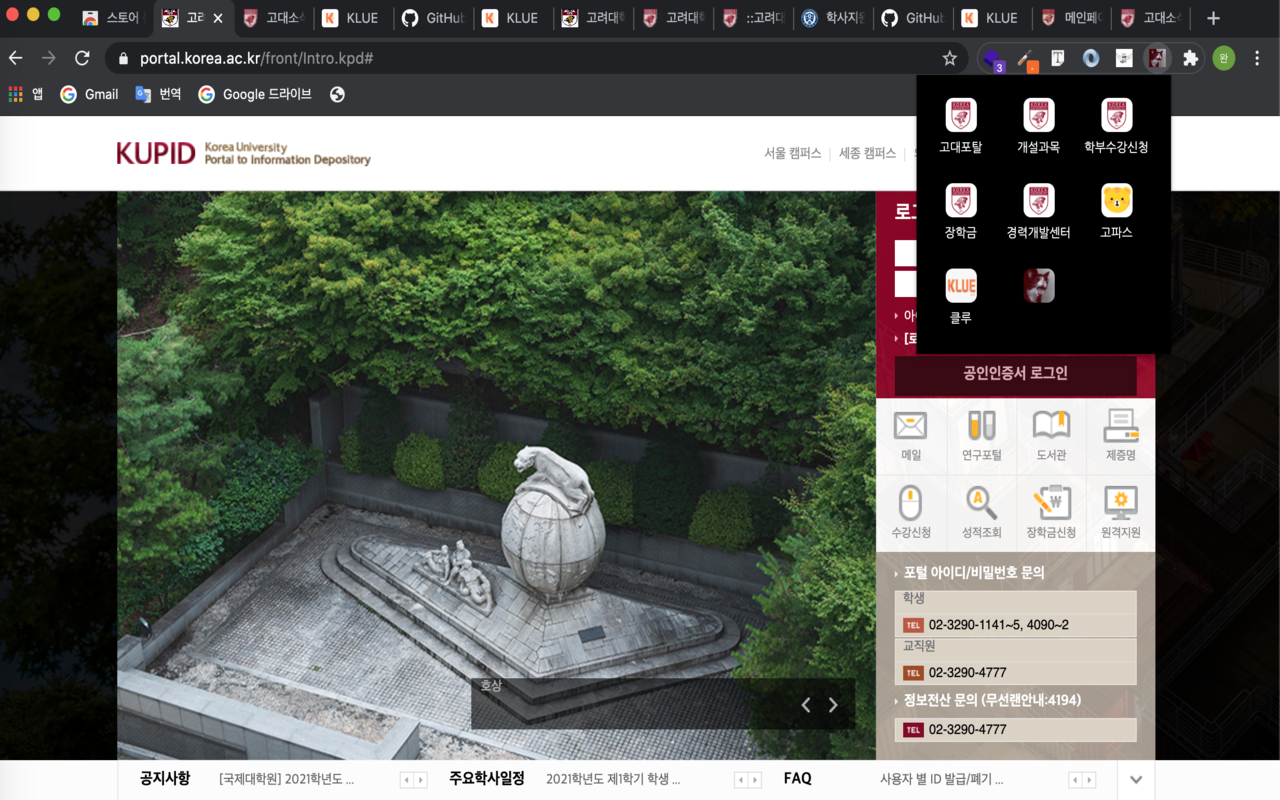 스토어
고려
고대소식
KLUE
GitHub
KLUE
고려대학
고려대학
::고려대
학사지원
GitHub
KLUE
메인페이
고대소식
portal.korea.ac.kr/front/Intro.kpd#
3
완
앱
Gmail
번역
Google 드라이브
KUPID
Korea University
Portal to Information Depository
서울 캠퍼스
세종 캠퍼스
고대포탈
개설과목
학부수강신청
장학금
경력개발센터
고파스
KLUE
클루
공인인증서 로그인
메일
연구포털
도서관
제증명
수강신청
성적조회
장학금신청
원격지원
포털 아이디/비밀번호 문의
학생
TEL 02-3290-1141~5, 4090~2
교직원
TEL 02-3290-4777
정보전산 문의 (무선랜안내:4194)
TEL 02-3290-4777
호상
공지사항
[국제대학원] 2021학년도 ...
주요학사일정
2021학년도 제1학기 학생 ...
FAQ
사용자 별 ID 발급/폐기 ...